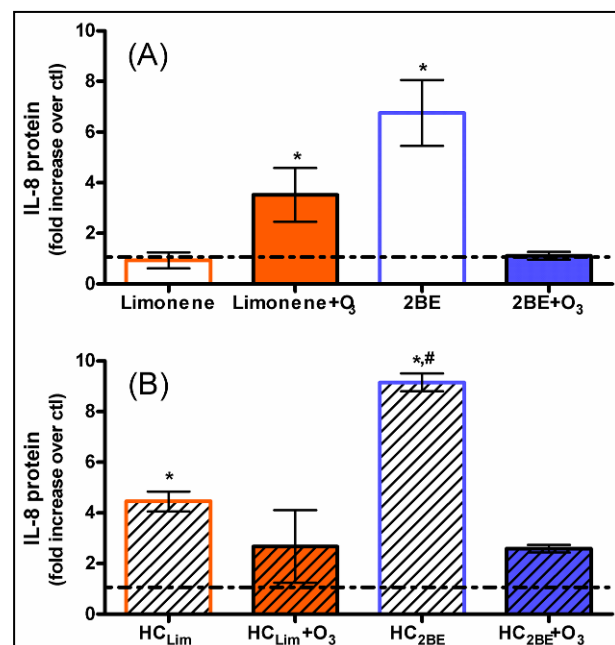 (A)
IL-8 protein
(fold increase over ctl)
10
8
6
4
2
0
*
*
Limonene Limonene+O3 2BE 2BE+O3
(B)
IL-8 protein
(fold increase over ctl)
10
8
6
4
2
0
*
*,#
HCLim HCLim+O3 HC2BE HC2BE+O3